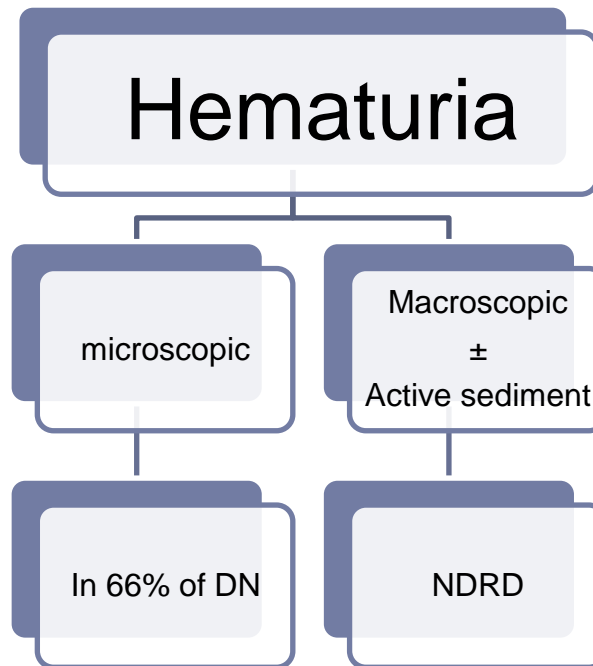 Hematuria
microscopic
Macroscopic
±
Active sediment
In 66% of DN
NDRD